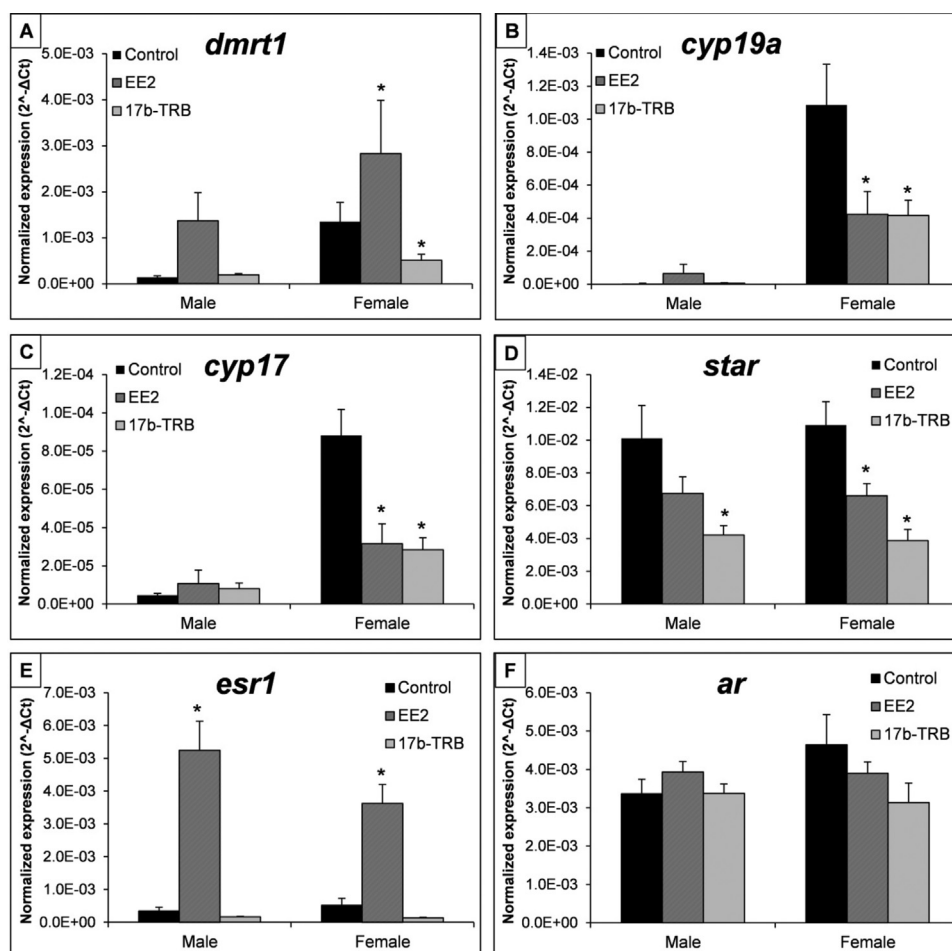 A
dmrt1
Normalized expression (2^-ΔCt)
5.0E-03
4.0E-03
3.0E-03
2.0E-03
1.0E-03
0.0E+00
Control
EE2
17b-TRB
*
*
Male
Female
B
cyp19a
Normalized expression (2^-ΔCt)
1.4E-03
1.2E-03
1.0E-03
8.0E-04
6.0E-04
4.0E-04
2.0E-04
0.0E+00
Control
EE2
17b-TRB
*
*
Male
Female
C
cyp17
Normalized expression (2^-ΔCt)
1.2E-04
1.0E-04
8.0E-05
6.0E-05
4.0E-05
2.0E-05
0.0E+00
Control
EE2
17b-TRB
*
*
Male
Female
D
star
Normalized expression (2^-ΔCt)
1.4E-02
1.2E-02
1.0E-02
8.0E-03
6.0E-03
4.0E-03
2.0E-03
0.0E+00
Control
EE2
17b-TRB
*
*
*
Male
Female
E
esr1
Normalized expression (2^-ΔCt)
7.0E-03
6.0E-03
5.0E-03
4.0E-03
3.0E-03
2.0E-03
1.0E-03
0.0E+00
Control
EE2
17b-TRB
*
*
Male
Female
F
ar
Normalized expression (2^-ΔCt)
6.0E-03
5.0E-03
4.0E-03
3.0E-03
2.0E-03
1.0E-03
0.0E+00
Control
EE2
17b-TRB
Male
Female